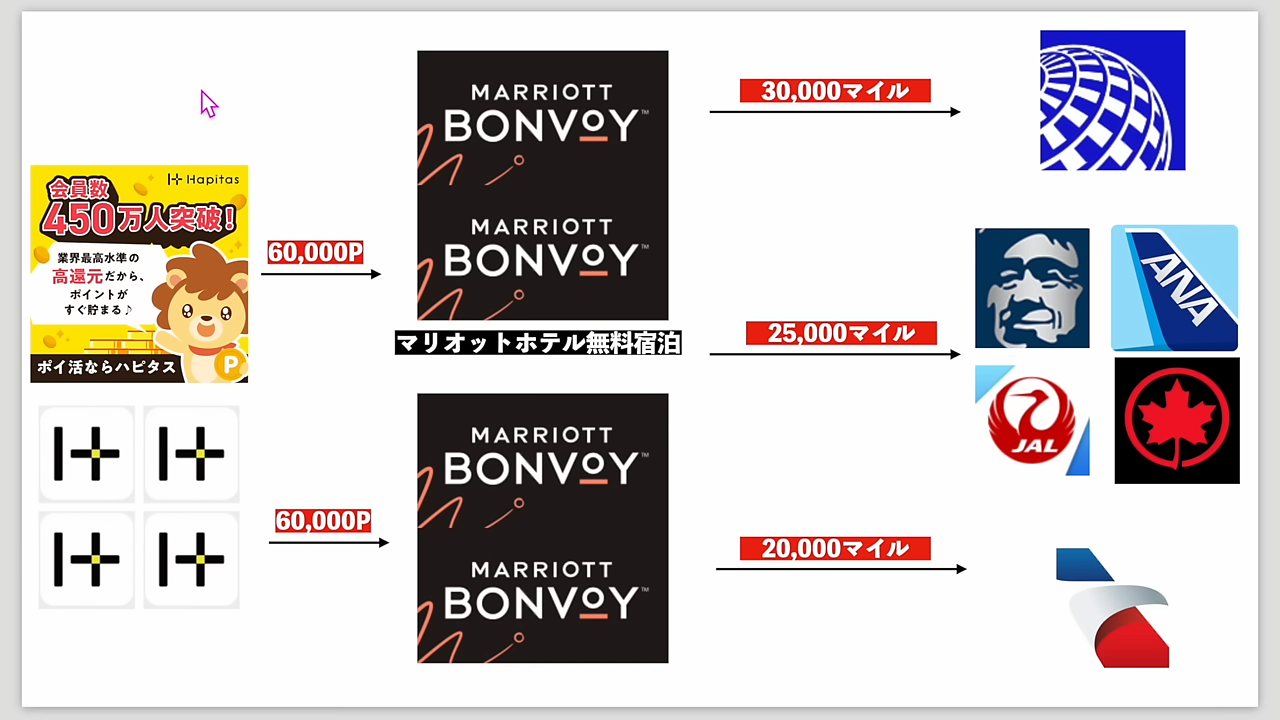 Hapitas
会員数
450万人突破!
業界最高水準の
高還元だから、
ポイントが
すぐ貯まる♪
P
ポイ活ならハピタス
60,000P
60,000P
MARRIOTT
BONVOY™
MARRIOTT
BONVOY™
マリオットホテル無料宿泊
MARRIOTT
BONVOY™
MARRIOTT
BONVOY™
30,000マイル
25,000マイル
20,000マイル
ANA
JAL